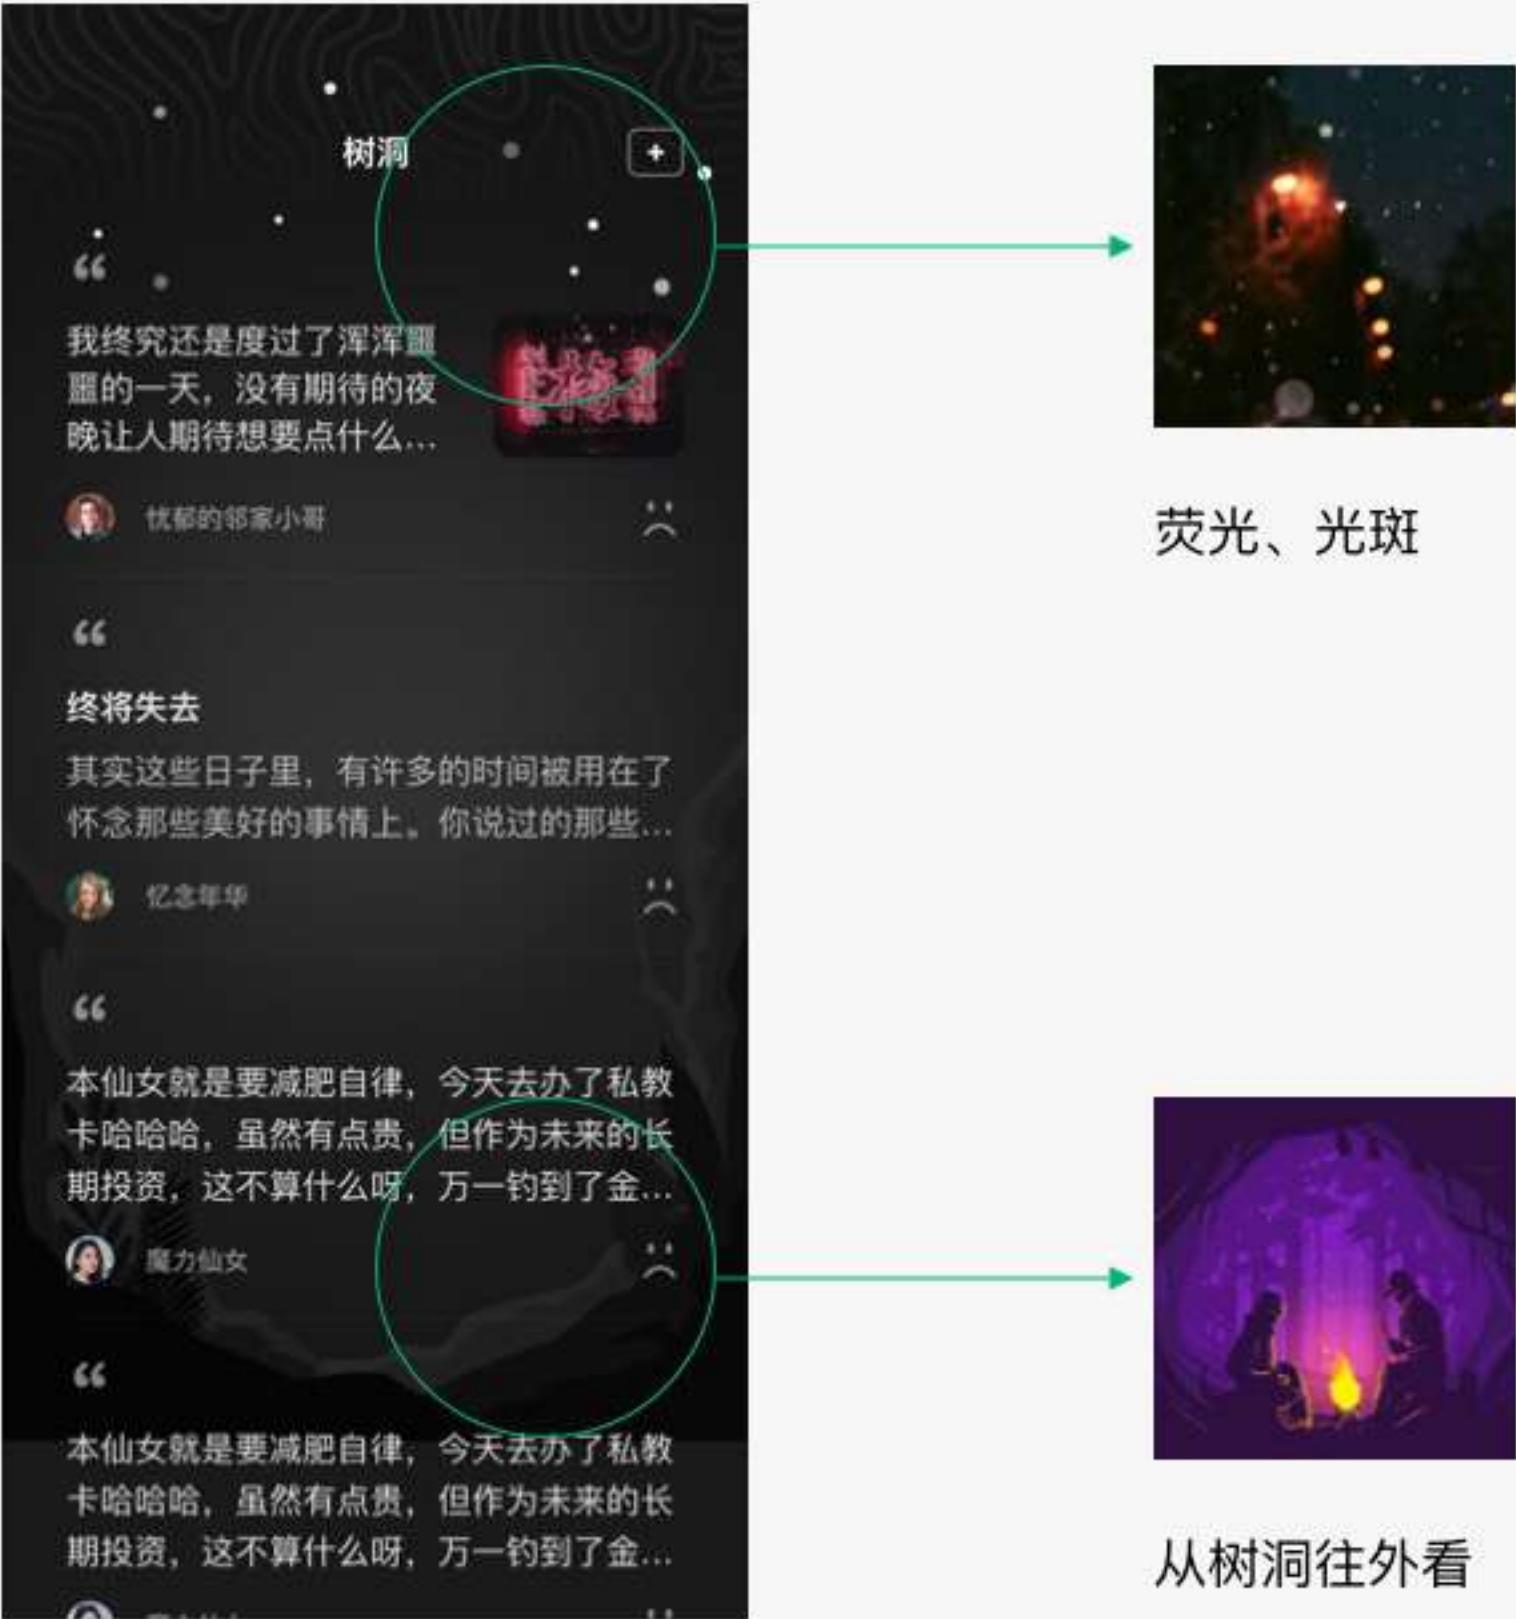 树洞
+
“
我终究还是度过了浑浑噩
噩的一天，没有期待的夜
晚让人期待想要点什么...
忧郁的邻家小哥
“
终将失去
其实这些日子里，有许多的时间被用在了
怀念那些美好的事情上。你说过的那些...
忆念年华
“
本仙女就是要减肥自律，今天去办了私教
卡哈哈哈，虽然有点贵，但作为未来的长
期投资，这不算什么呀，万一钓到了金...
魔力仙女
“
本仙女就是要减肥自律，今天去办了私教
卡哈哈哈，虽然有点贵，但作为未来的长
期投资，这不算什么呀，万一钓到了金...
荧光、光斑
从树洞往外看